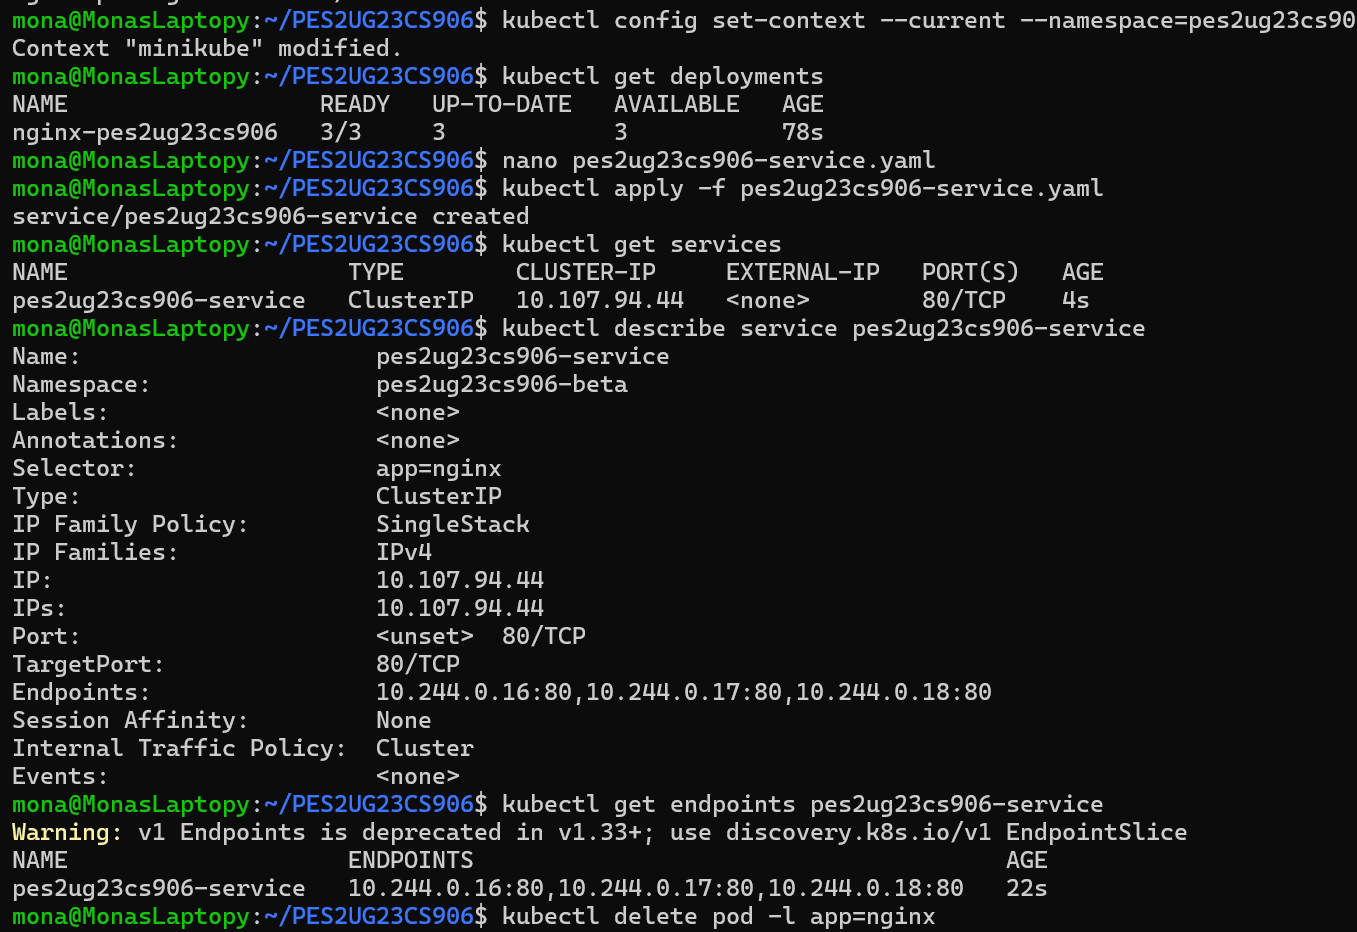 mona@MonasLaptopy:~/PES2UG23CS906$ kubectl config set-context --current --namespace=pes2ug23cs90
Context "minikube" modified.
mona@MonasLaptopy:~/PES2UG23CS906$ kubectl get deployments
NAME                  READY   UP-TO-DATE   AVAILABLE   AGE
nginx-pes2ug23cs906   3/3     3            3           78s
mona@MonasLaptopy:~/PES2UG23CS906$ nano pes2ug23cs906-service.yaml
mona@MonasLaptopy:~/PES2UG23CS906$ kubectl apply -f pes2ug23cs906-service.yaml
service/pes2ug23cs906-service created
mona@MonasLaptopy:~/PES2UG23CS906$ kubectl get services
NAME                    TYPE        CLUSTER-IP     EXTERNAL-IP   PORT(S)   AGE
pes2ug23cs906-service   ClusterIP   10.107.94.44   <none>        80/TCP    4s
mona@MonasLaptopy:~/PES2UG23CS906$ kubectl describe service pes2ug23cs906-service
Name:                     pes2ug23cs906-service
Namespace:                pes2ug23cs906-beta
Labels:                   <none>
Annotations:              <none>
Selector:                 app=nginx
Type:                     ClusterIP
IP Family Policy:         SingleStack
IP Families:              IPv4
IP:                       10.107.94.44
IPs:                      10.107.94.44
Port:                     <unset>  80/TCP
TargetPort:               80/TCP
Endpoints:                10.244.0.16:80,10.244.0.17:80,10.244.0.18:80
Session Affinity:         None
Internal Traffic Policy:  Cluster
Events:                   <none>
mona@MonasLaptopy:~/PES2UG23CS906$ kubectl get endpoints pes2ug23cs906-service
Warning: v1 Endpoints is deprecated in v1.33+; use discovery.k8s.io/v1 EndpointSlice
NAME                    ENDPOINTS                                      AGE
pes2ug23cs906-service   10.244.0.16:80,10.244.0.17:80,10.244.0.18:80   22s
mona@MonasLaptopy:~/PES2UG23CS906$ kubectl delete pod -l app=nginx